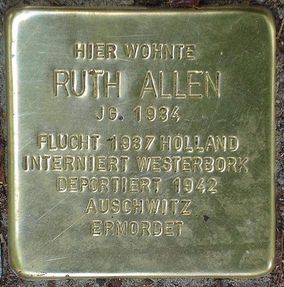 HIER WOHNTE
RUTH ALLEN
JG. 1934
FLUCHT 1937 HOLLAND
INTERNIERT WESTERBORK
DEPORTIERT 1942
AUSCHWITZ
ERMORDET